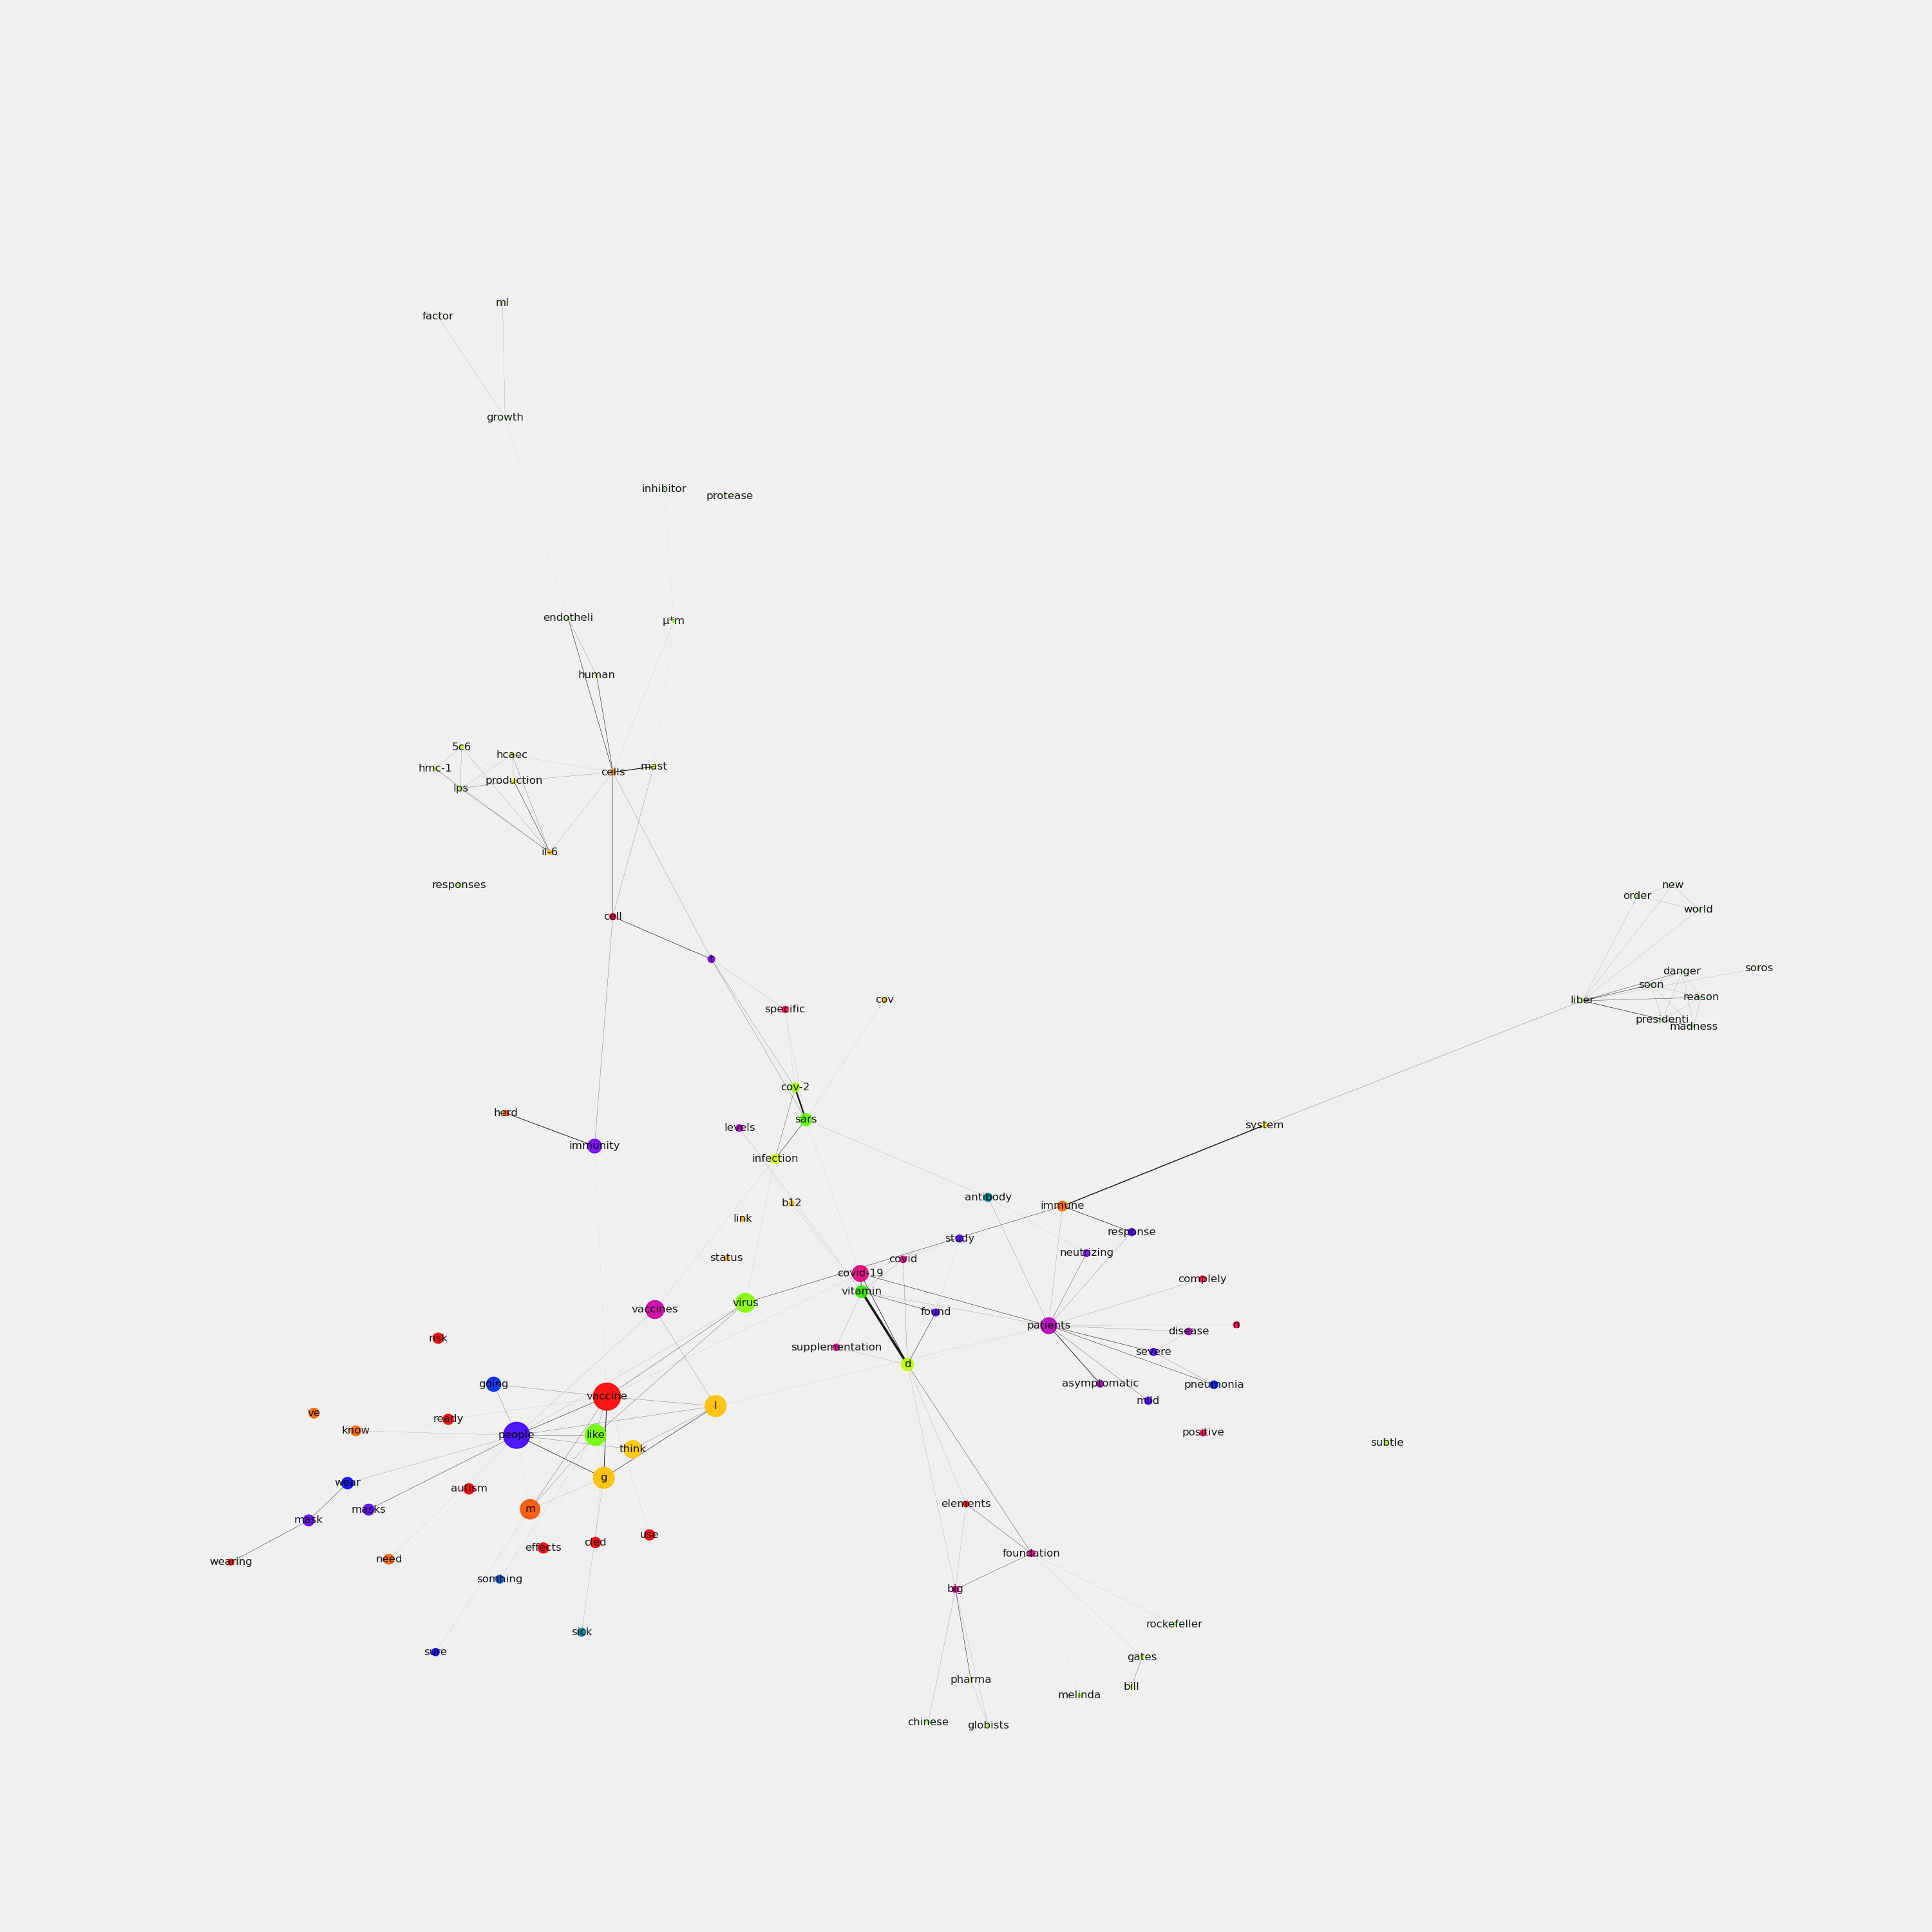 ml
factor
growth
inhibitor
protease
endotheli
μ*m
human
5c6
hcaec
hmc-1
production
cells
mast
lps
il-6
responses
new
order
world
cell
t
soros
danger
soon
reason
liber
presidenti
madness
specific
cov
cov-2
herd
sars
system
levels
immunity
infection
antibody
b12
immune
link
response
study
neutrizing
status
covid
covid-19
complely
vitamin
virus
vaccines
found
patients
n
disease
risk
supplementation
severe
d
going
asymptomatic
pneumonia
vaccine
mild
I
ve
ready
know
people
like
positive
think
subtle
g
wear
autism
elements
m
masks
mask
use
cled
effects
foundation
need
wearing
somhing
big
rockefeller
sick
sure
gates
pharma
bill
melinda
chinese
globists